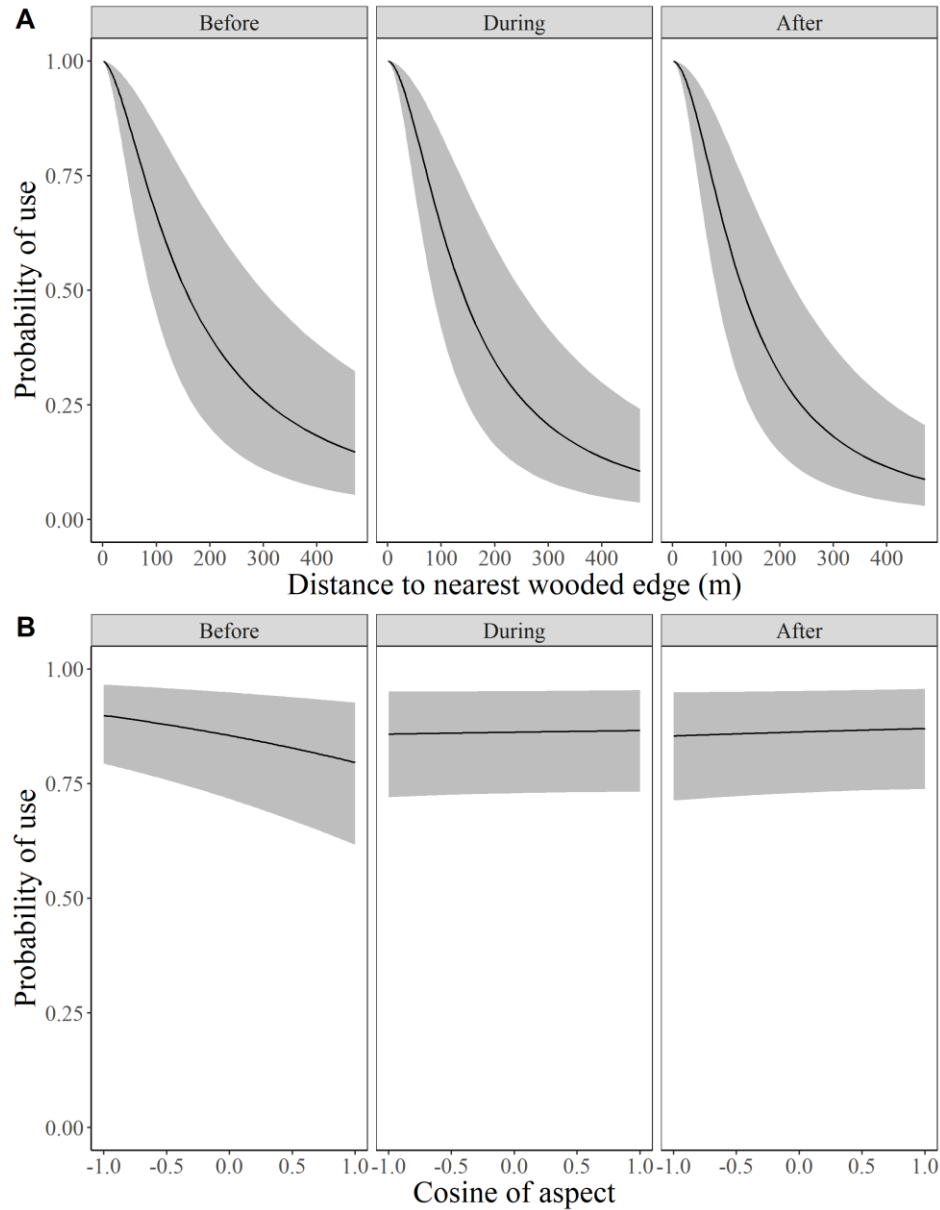 A
Before During After
Probability of use
1.00
0.75
0.50
0.25
0.00
0 100 200 300 400 0 100 200 300 400 0 100 200 300 400
Distance to nearest wooded edge (m)
B
Before During After
Probability of use
1.00
0.75
0.50
0.25
0.00
-1.0 -0.5 0.0 0.5 1.0 -1.0 -0.5 0.0 0.5 1.0 -1.0 -0.5 0.0 0.5 1.0
Cosine of aspect